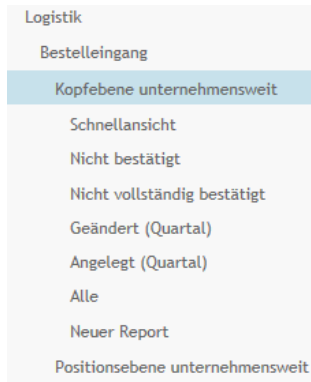 Logistik
Bestelleingang
Kopfebene unternehmensweit
Schnellansicht
Nicht bestätigt
Nicht vollständig bestätigt
Geändert (Quartal)
Angelegt (Quartal)
Alle
Neuer Report
Positionsebene unternehmensweit